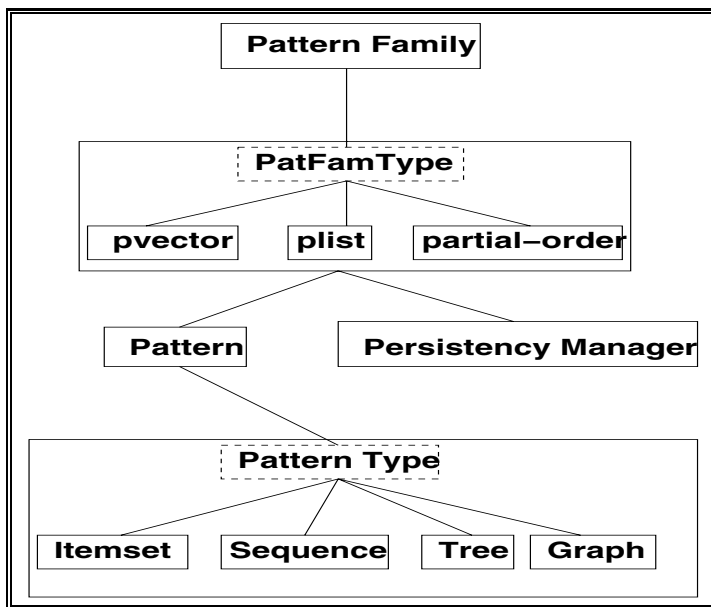 Pattern Family
PatFamType
pvector plist partial-order
Pattern Persistency Manager
Pattern Type
Itemset Sequence Tree Graph